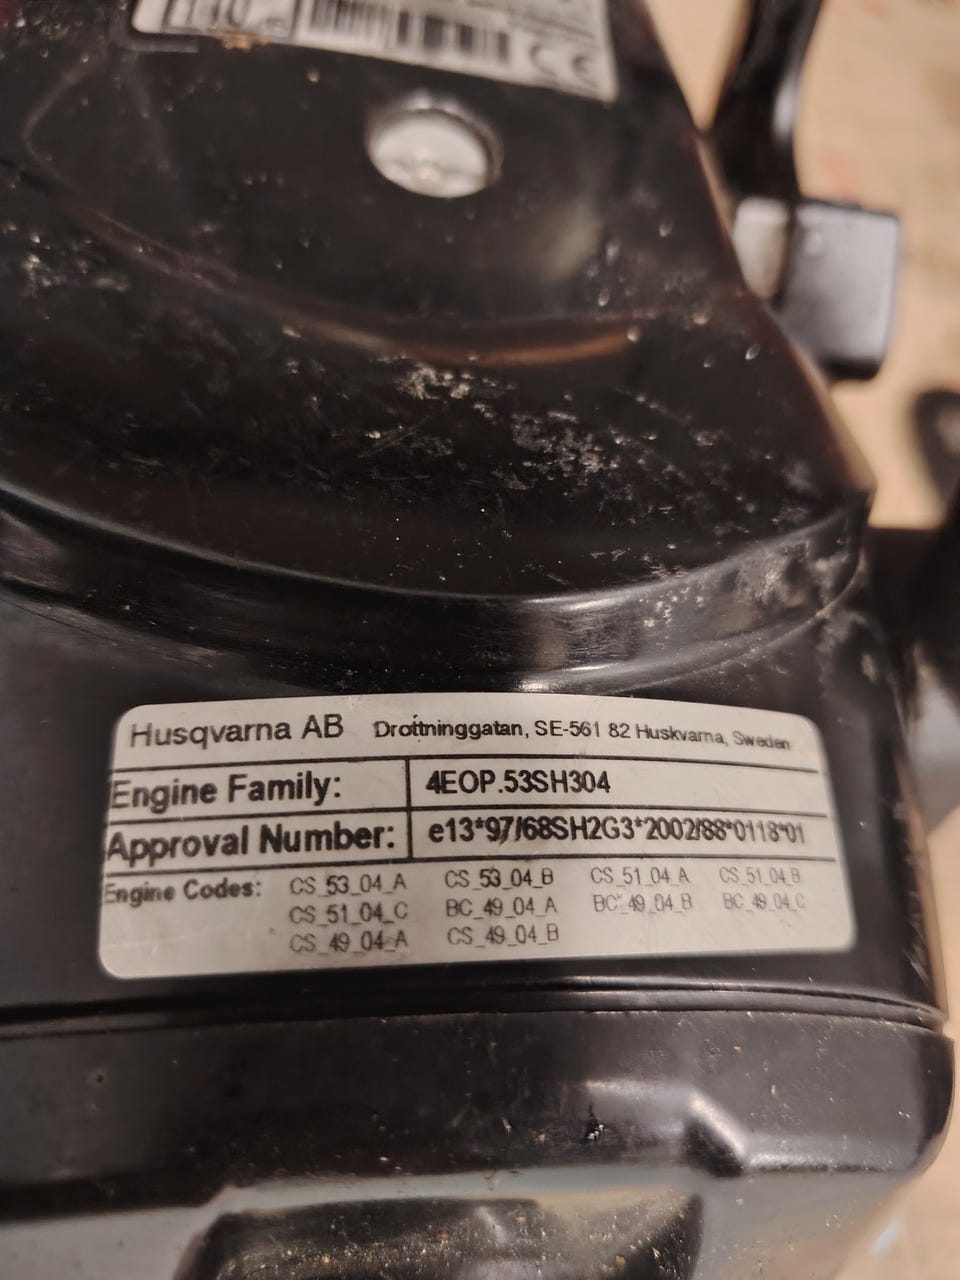 CE
Husqvarna AB Drottninggatan, SE-561 82 Huskvarna, Sweden
Engine Family: 4EOP.53SH304
Approval Number: e13*97/68SH2G3*2002/88*0118*01
Engine Codes: CS_53_04_A CS_53_04_B CS_51_04_A CS_51_04_B
CS_51_04_C BC_49_04_A BC_49_04_B BC_49_04_C
CS_49_04_A CS_49_04_B